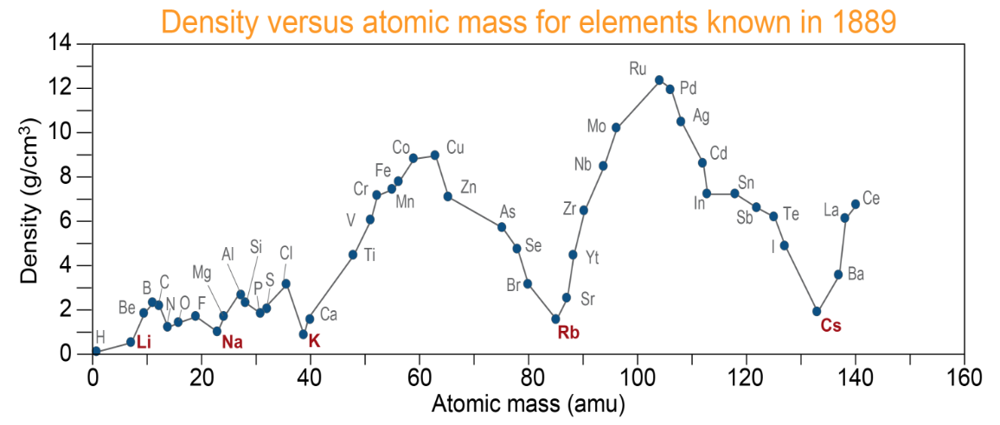 Density versus atomic mass for elements known in 1889
Density (g/cm³)
14
12
10
8
6
4
2
0
H
Li
Be
B
C
N
O
F
Na
Mg
Al
Si
P
S
Cl
K
Ca
Ti
V
Cr
Mn
Fe
Co
Cu
Zn
As
Se
Br
Rb
Sr
Yt
Zr
Nb
Mo
Ru
Pd
Ag
Cd
In
Sn
Sb
Te
I
Cs
Ba
La
Ce
0 20 40 60 80 100 120 140 160
Atomic mass (amu)